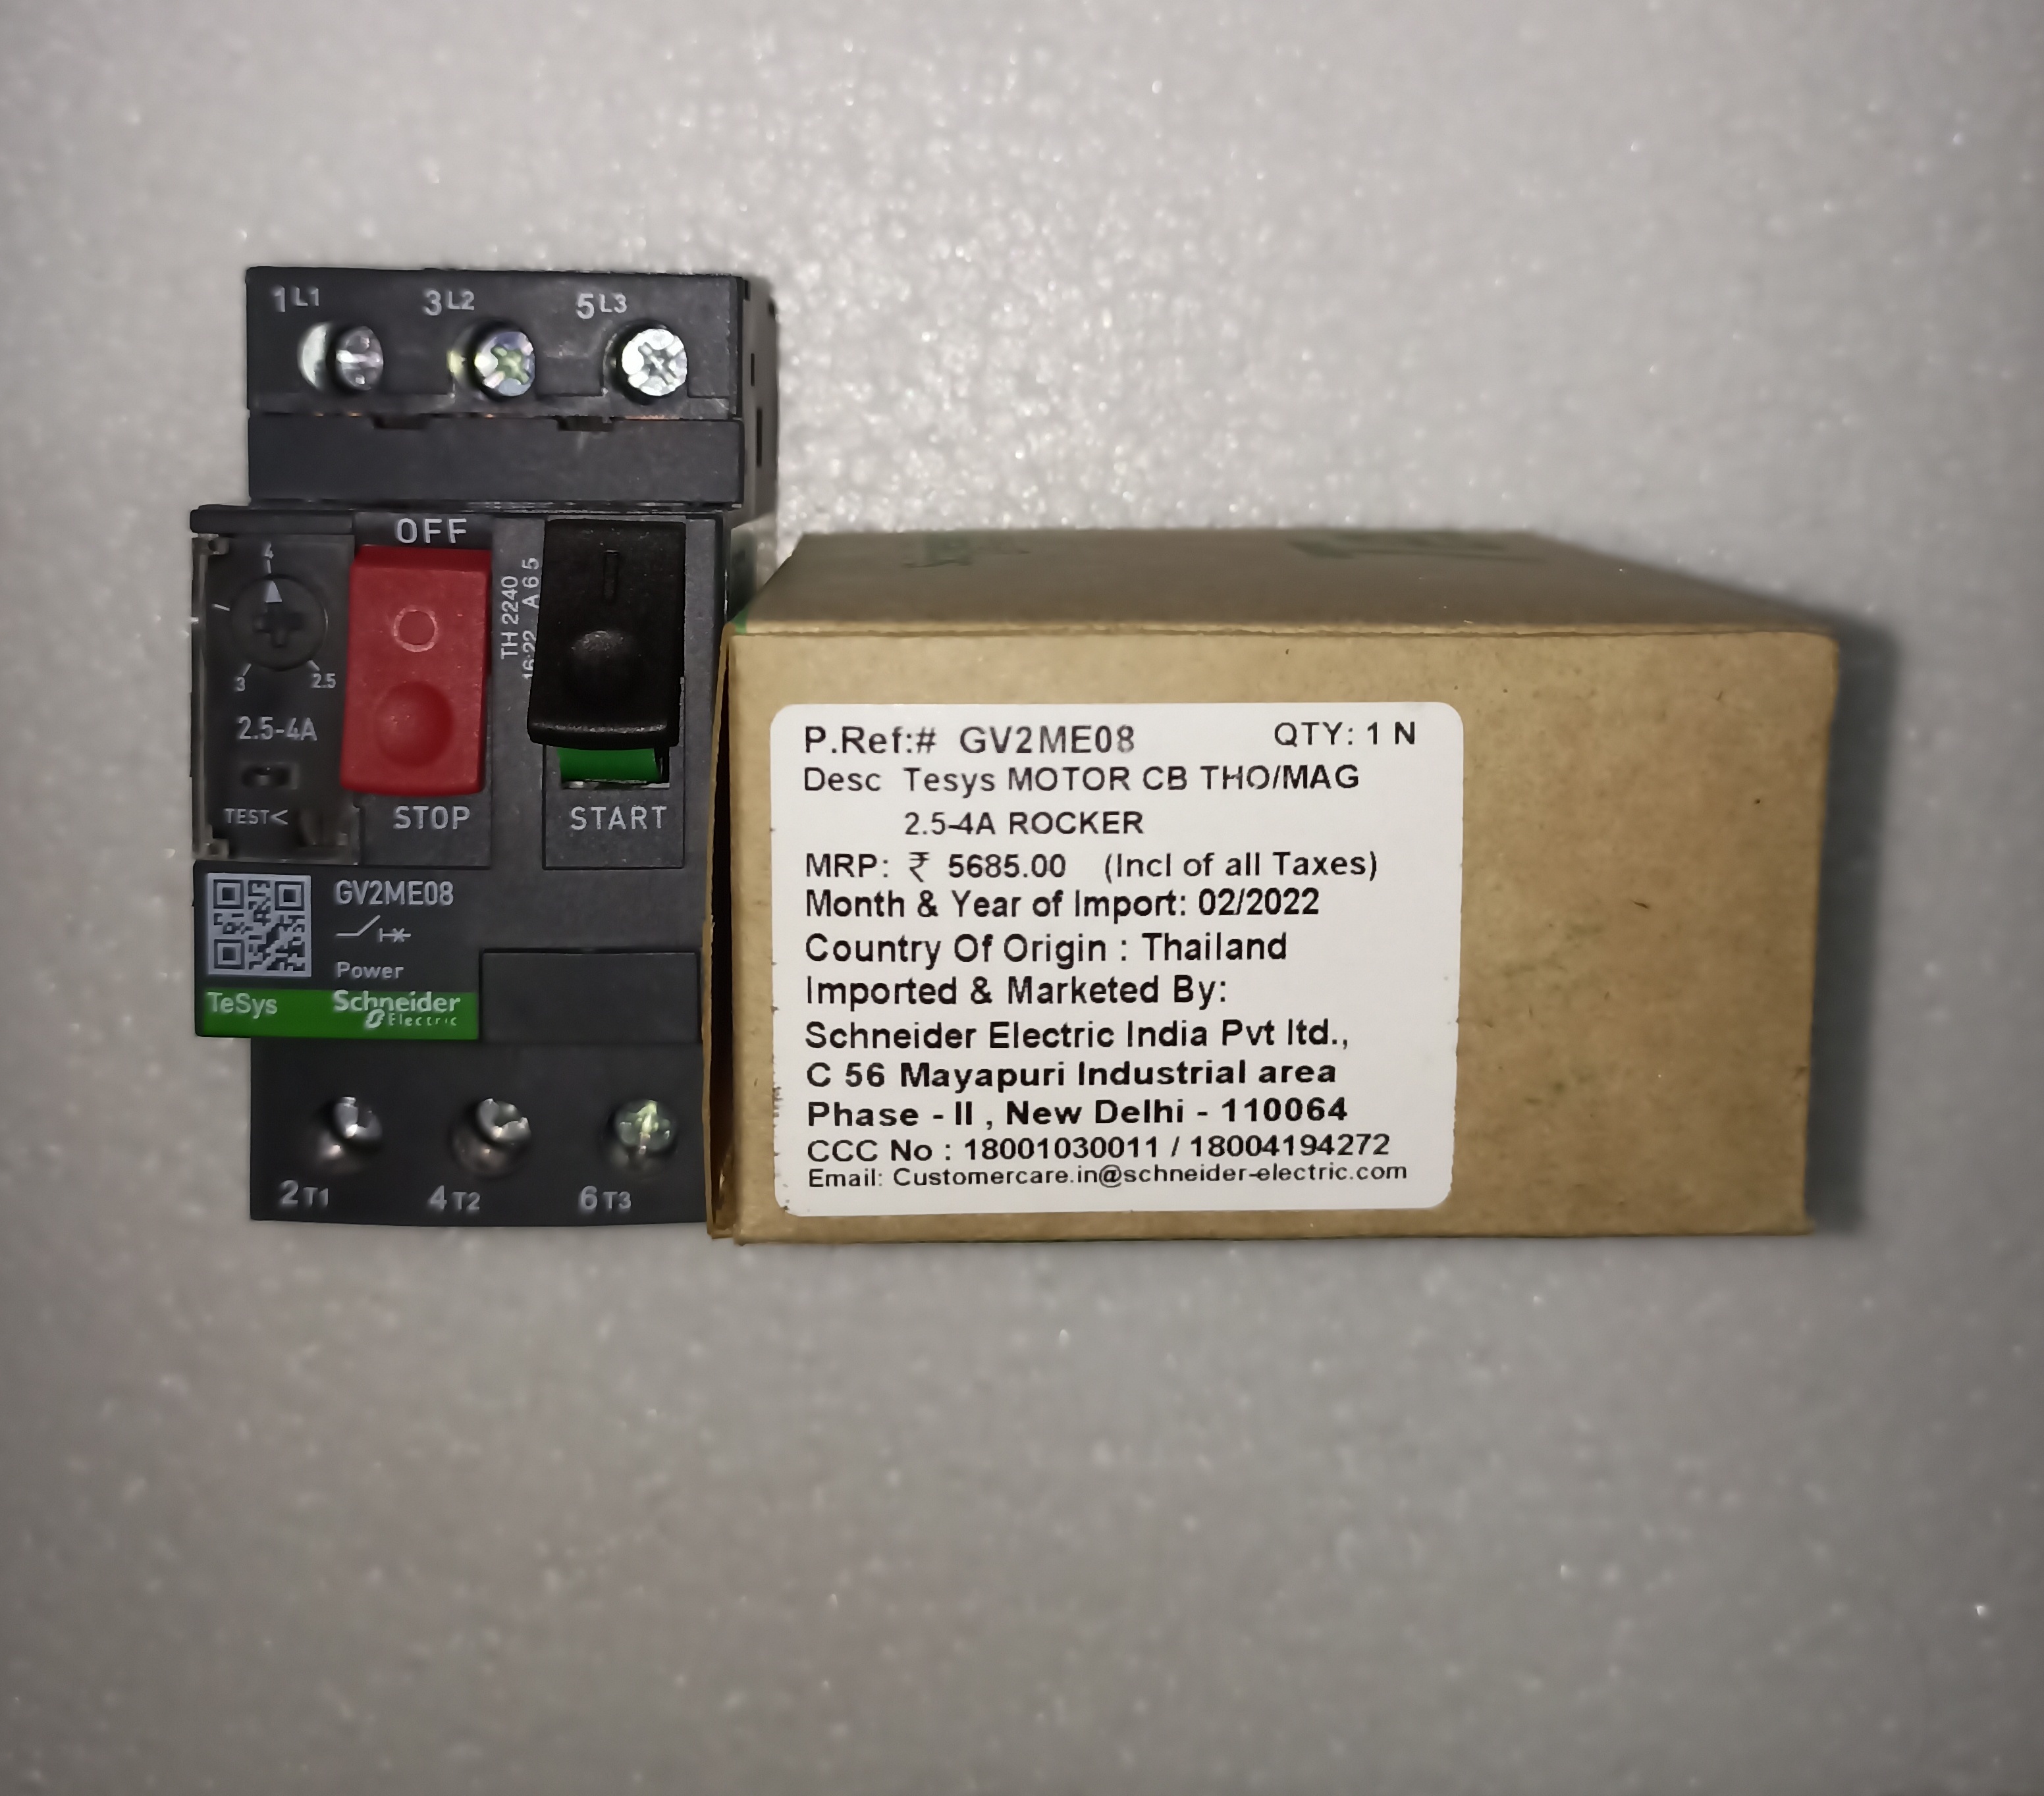 1L1 3L2 5L3
OFF
4
3 2.5
2.5-4A
TEST<
STOP
TH 2240
16:22 A 6 5
START
GV2ME08
Power
TeSys Schneider
Electric
2T1 4T2 6T3
P.Ref:# GV2ME08 QTY: 1 N
Desc Tesys MOTOR CB THO/MAG
2.5-4A ROCKER
MRP: ₹ 5685.00 (Incl of all Taxes)
Month & Year of Import: 02/2022
Country Of Origin : Thailand
Imported & Marketed By:
Schneider Electric India Pvt ltd.,
C 56 Mayapuri Industrial area
Phase - II , New Delhi - 110064
CCC No : 18001030011 / 18004194272
Email: Customercare.in@schneider-electric.com